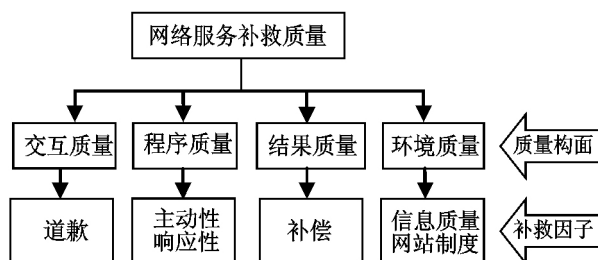 网络服务补救质量
交互质量
程序质量
结果质量
环境质量
质量构面
道歉
主动性
响应性
补偿
信息质量
网站制度
补救因子